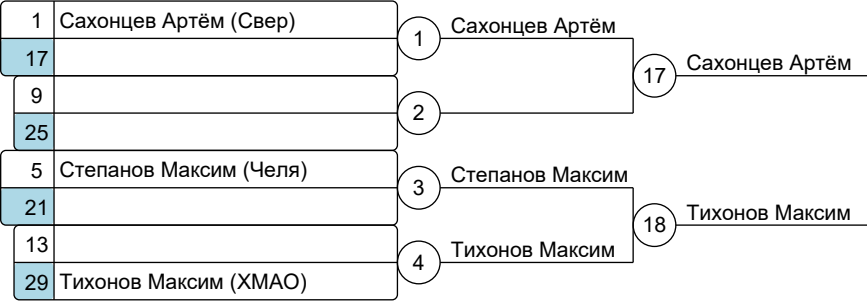 1 Сахонцев Артём (Свер)
17
9
25
5 Степанов Максим (Челя)
21
13
29 Тихонов Максим (ХМАО)
1 Сахонцев Артём
2
3 Степанов Максим
4 Тихонов Максим
17 Сахонцев Артём
18 Тихонов Максим